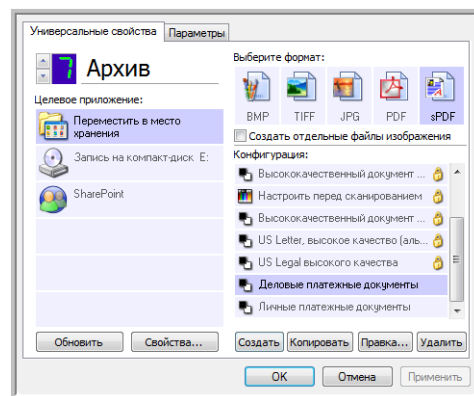 Универсальные свойства Параметры
7 Архив
Целевое приложение:
Переместить в место
хранения
Запись на компакт-диск E:
SharePoint
Обновить Свойства...
Выберите формат:
BMP TIFF JPG PDF sPDF
Создать отдельные файлы изображения
Конфигурация:
Высококачественный документ ...
Настроить перед сканированием
Высококачественный документ ...
US Letter, высокое качество (аль...
US Legal высокого качества
Деловые платежные документы
Личные платежные документы
Создать Копировать Правка... Удалить
OK Отмена Применить